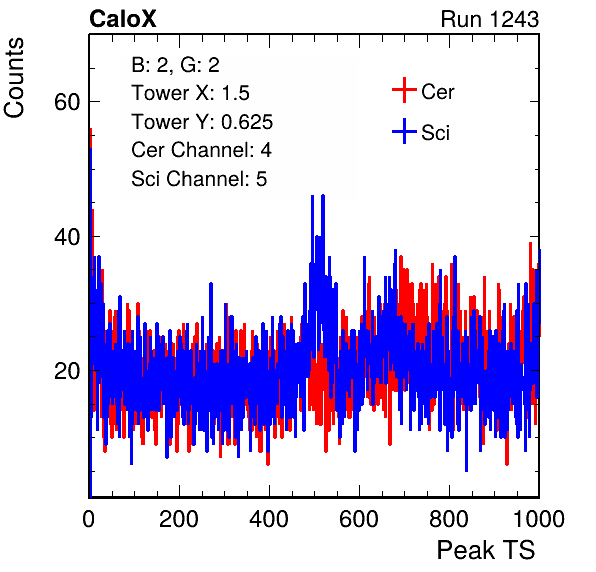 CaloX Run 1243
Counts
B: 2, G: 2
Tower X: 1.5
Tower Y: 0.625
Cer Channel: 4
Sci Channel: 5
Cer
Sci
60
40
20
0 200 400 600 800 1000
Peak TS